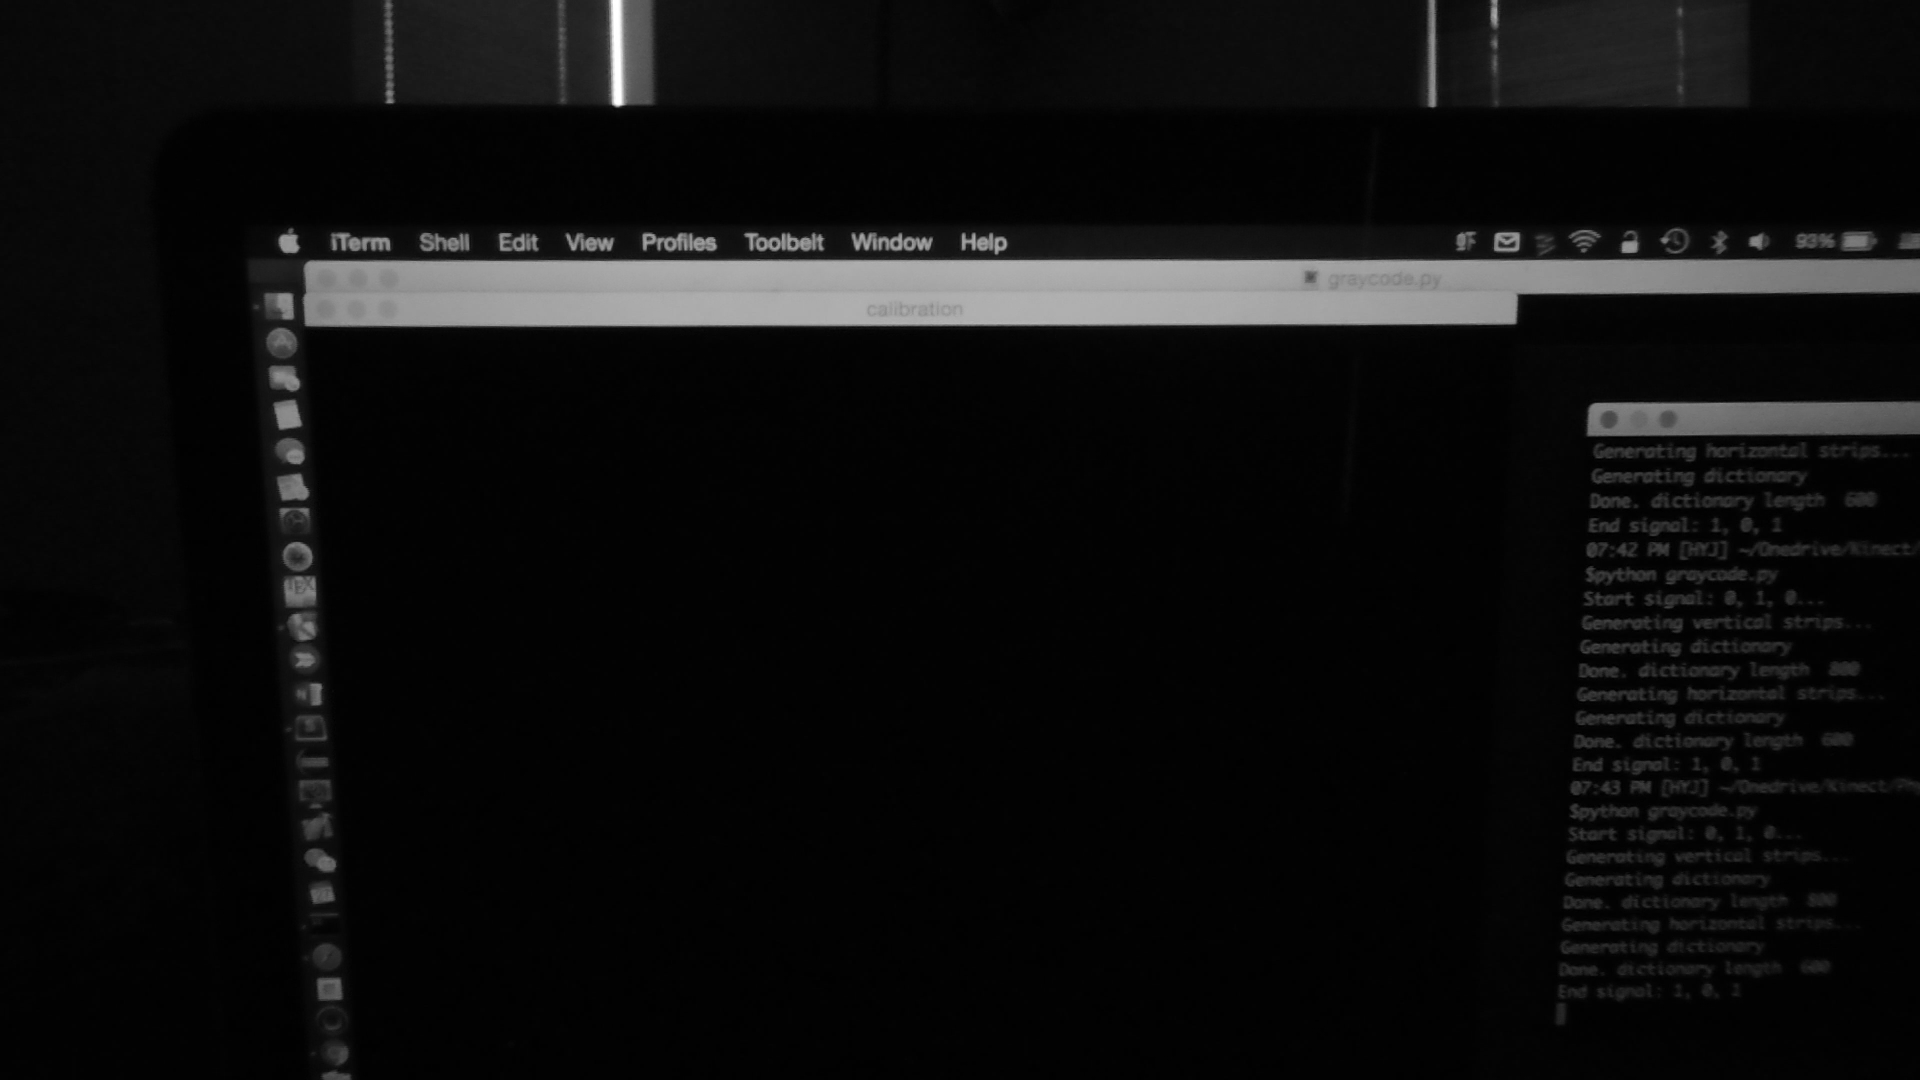 iTerm Shell Edit View Profiles Toolbelt Window Help 93%
graycode.py
calibration
Generating horizontal strips...
Generating dictionary
Done. dictionary length 600
End signal: 1, 0, 1
07:42 PM [HYJ] ~/Onedrive/Kinect/
$python graycode.py
Start signal: 0, 1, 0...
Generating vertical strips...
Generating dictionary
Done. dictionary length 800
Generating horizontal strips...
Generating dictionary
Done. dictionary length 600
End signal: 1, 0, 1
07:43 PM [HYJ] ~/Onedrive/Kinect/
$python graycode.py
Start signal: 0, 1, 0...
Generating vertical strips...
Generating dictionary
Done. dictionary length 800
Generating horizontal strips...
Generating dictionary
Done. dictionary length 600
End signal: 1, 0, 1